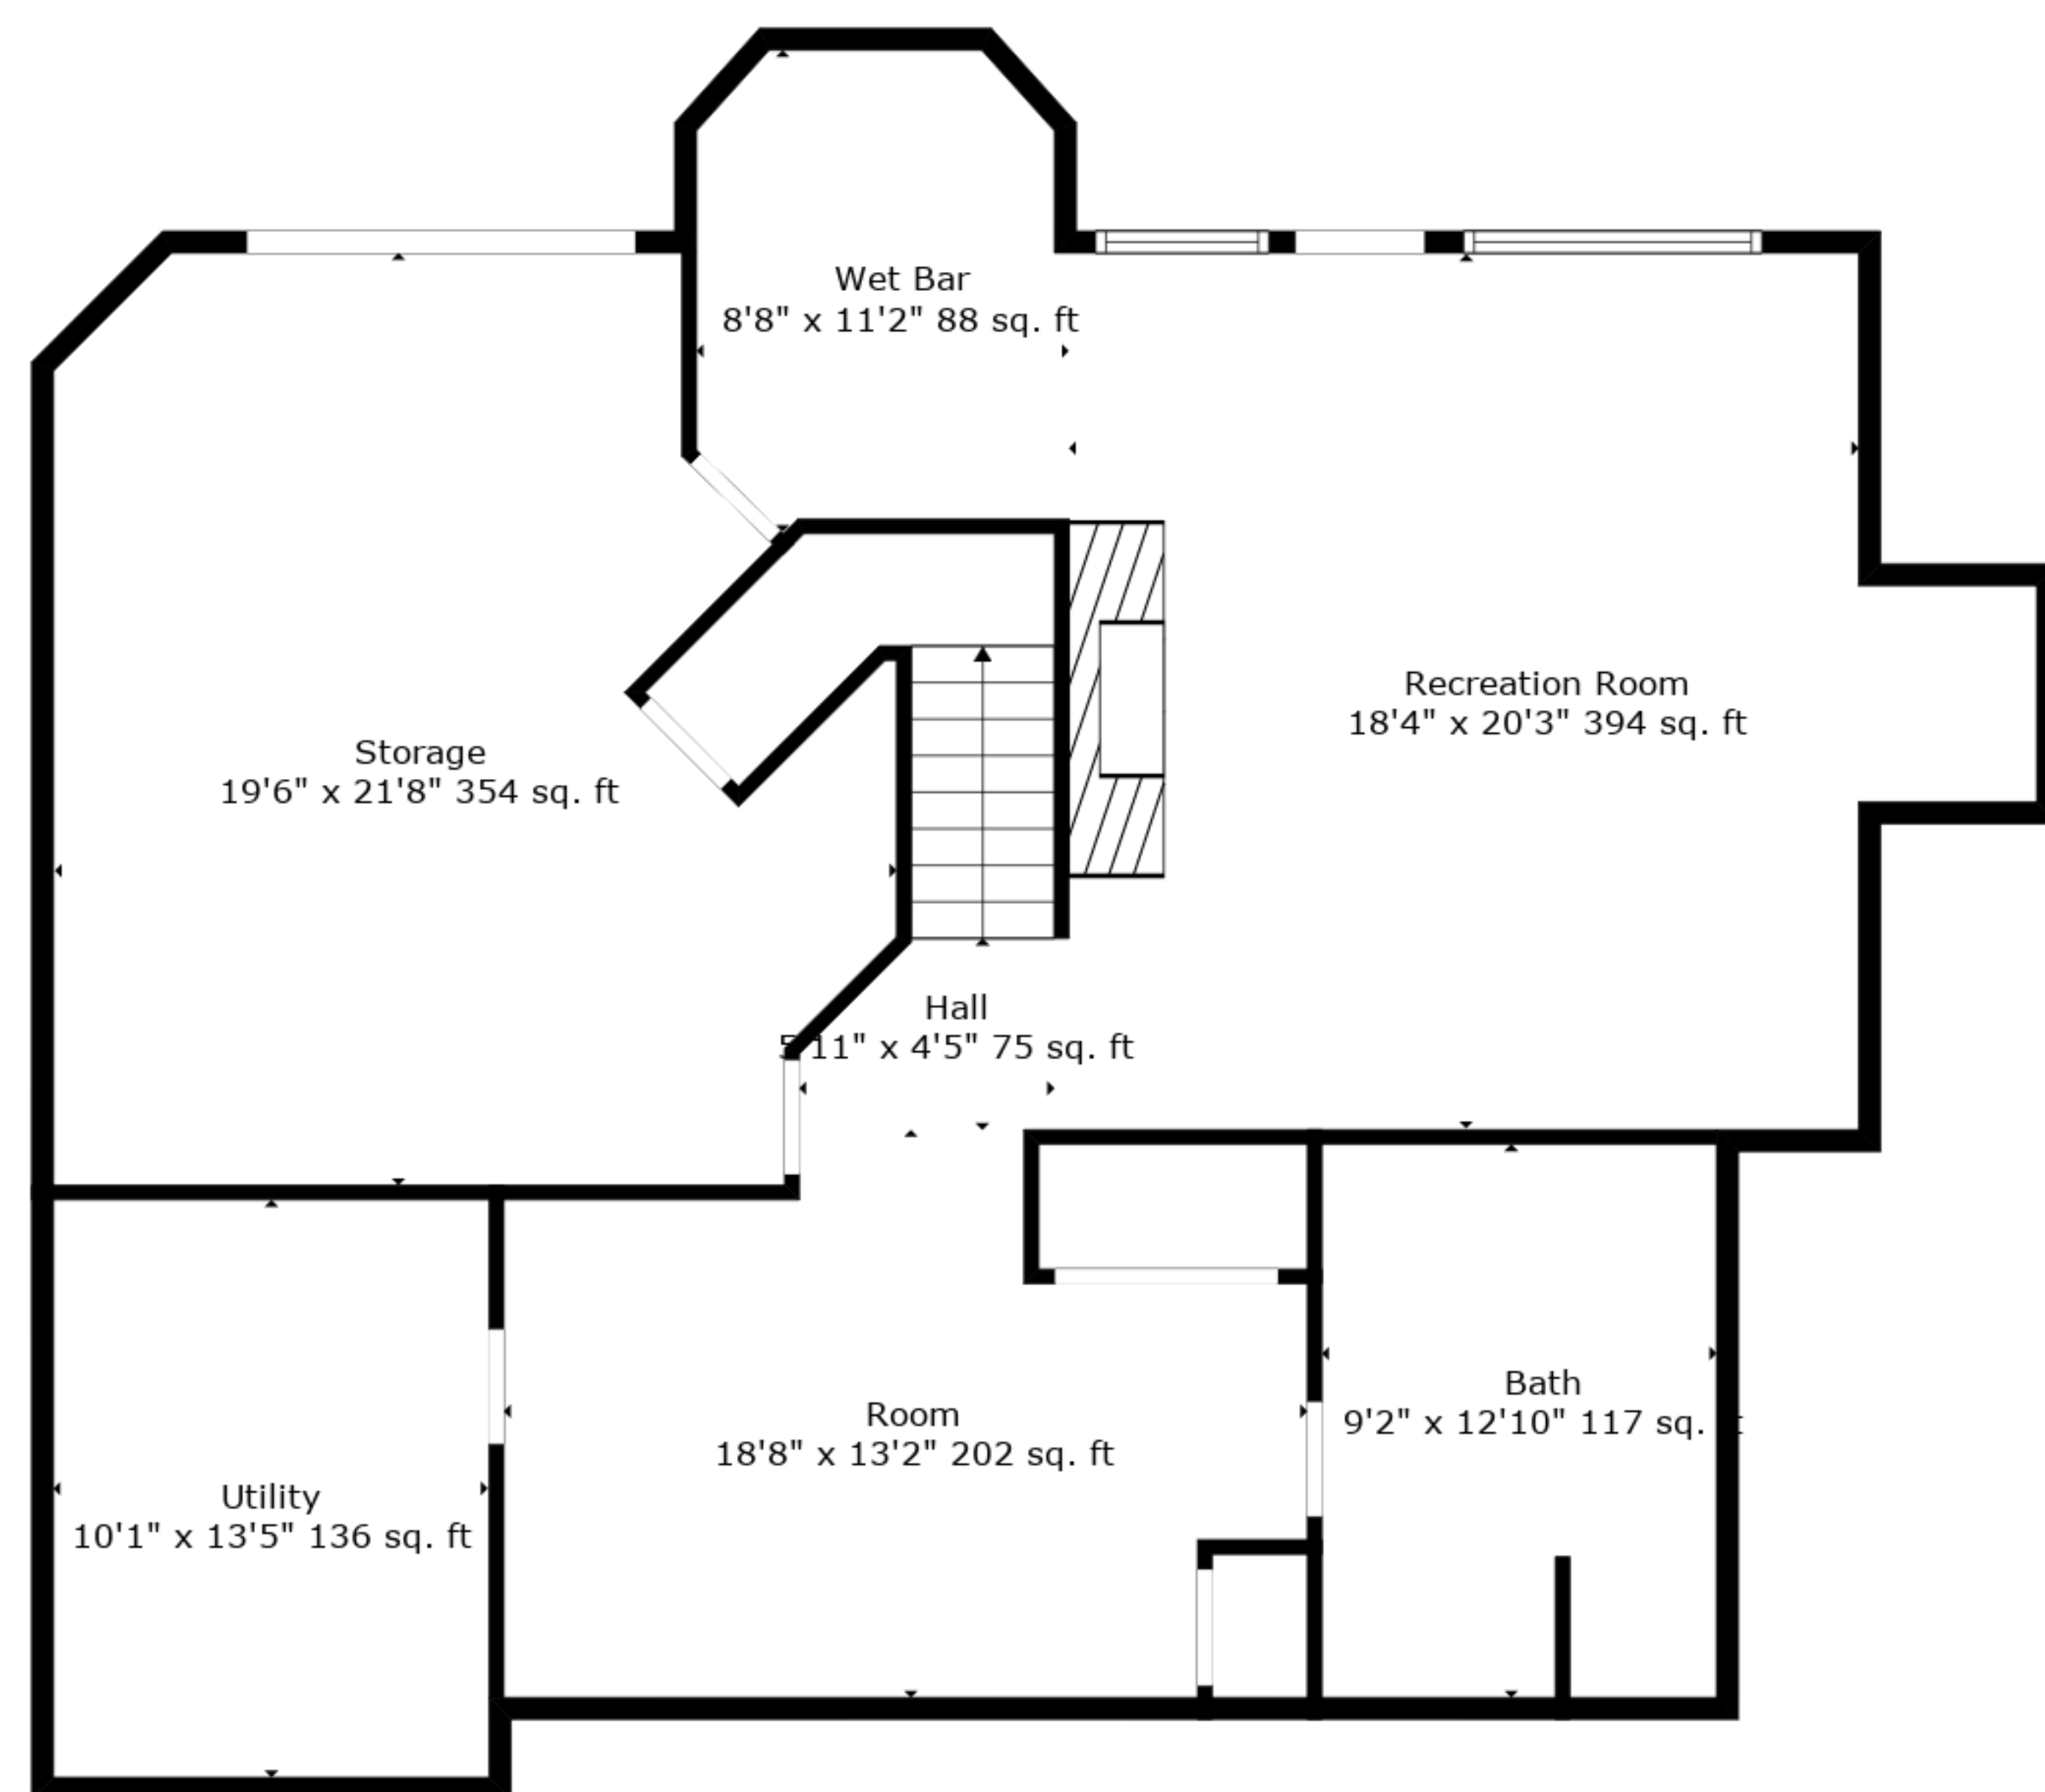 Wet Bar
8'8" x 11'2" 88 sq. ft
Recreation Room
18'4" x 20'3" 394 sq. ft
Storage
19'6" x 21'8" 354 sq. ft
Hall
5'11" x 4'5" 75 sq. ft
Bath
9'2" x 12'10" 117 sq. ft
Room
18'8" x 13'2" 202 sq. ft
Utility
10'1" x 13'5" 136 sq. ft